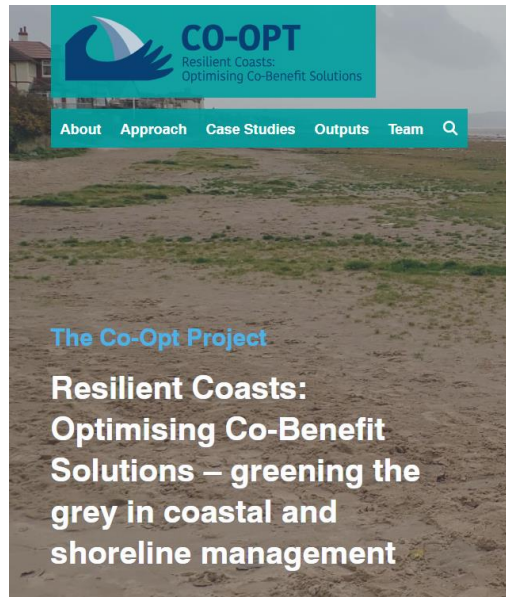 CO-OPT
Resilient Coasts:
Optimising Co-Benefit Solutions
About Approach Case Studies Outputs Team
The Co-Opt Project
Resilient Coasts:
Optimising Co-Benefit
Solutions – greening the
grey in coastal and
shoreline management